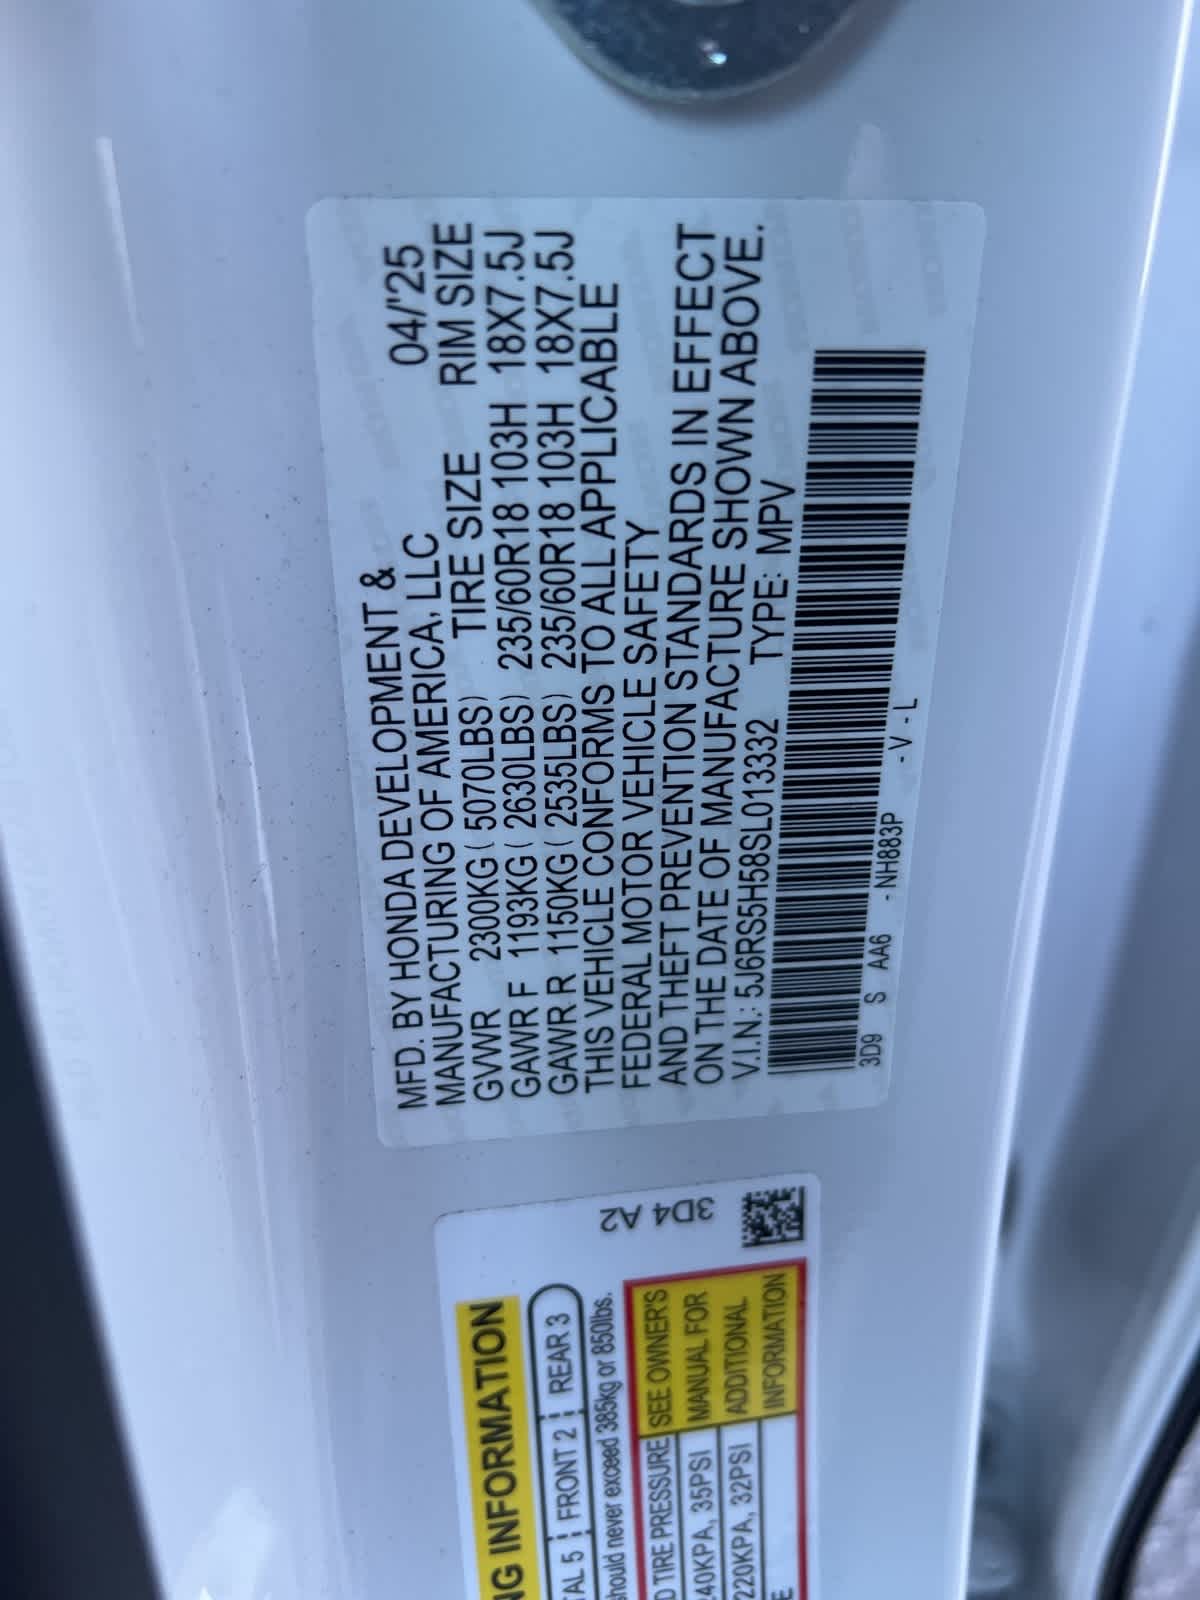 MFD. BY HONDA DEVELOPMENT & 04/'25
MANUFACTURING OF AMERICA, LLC RIM SIZE
GVWR 2300KG ( 5070LBS) TIRE SIZE
GAWR F 1193KG ( 2630LBS) 235/60R18 103H 18X7.5J
GAWR R 1150KG ( 2535LBS) 235/60R18 103H 18X7.5J
THIS VEHICLE CONFORMS TO ALL APPLICABLE
FEDERAL MOTOR VEHICLE SAFETY
AND THEFT PREVENTION STANDARDS IN EFFECT
ON THE DATE OF MANUFACTURE SHOWN ABOVE.
V.I.N.: 5J6RS5H58SL013332 TYPE: MPV
3D9 S AA6 - NH883P - V - L
3D4 A2
INFORMATION
5 FRONT 2 REAR 3
should never exceed 385kg or 850lbs.
TIRE PRESSURE
240KPA, 35PSI
220KPA, 32PSI
SEE OWNER'S
MANUAL FOR
ADDITIONAL
INFORMATION